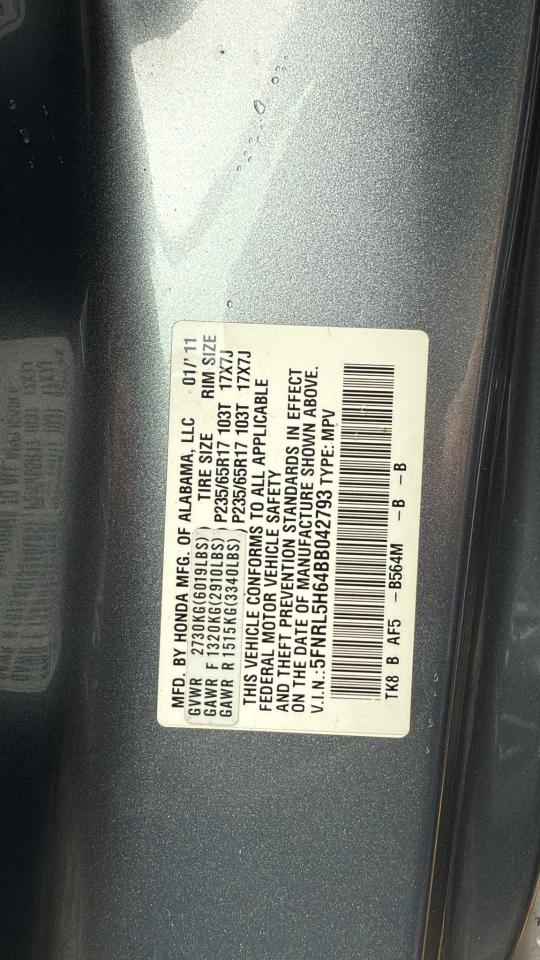 MFD. BY HONDA MFG. OF ALABAMA, LLC 01/'11
GVWR 2730KG(6019LBS) TIRE SIZE RIM SIZE
GAWR F 1320KG(2910LBS) P235/65R17 103T 17X7J
GAWR R 1515KG(3340LBS) P235/65R17 103T 17X7J
THIS VEHICLE CONFORMS TO ALL APPLICABLE
FEDERAL MOTOR VEHICLE SAFETY
AND THEFT PREVENTION STANDARDS IN EFFECT
ON THE DATE OF MANUFACTURE SHOWN ABOVE.
V.I.N.:5FNRL5H64BB042793 TYPE: MPV
TK8 B AF5 -B564M -B -B